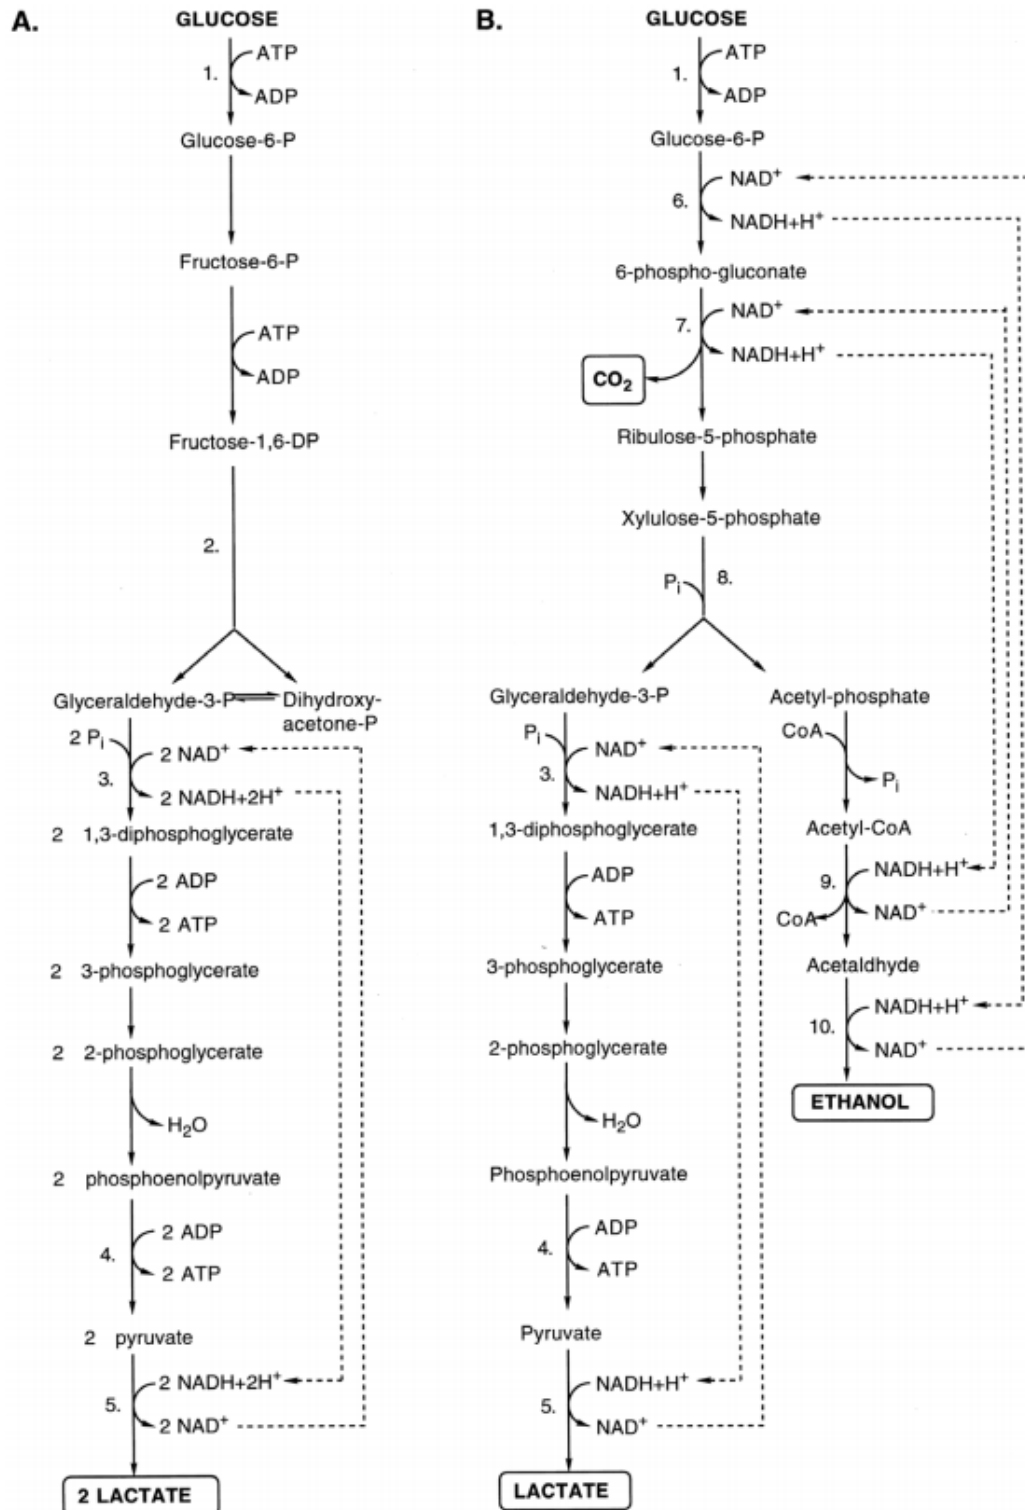 A.
GLUCOSE
1.
ATP
ADP
Glucose-6-P
Fructose-6-P
ATP
ADP
Fructose-1,6-DP
2.
Glyceraldehyde-3-P
Dihydroxy-
acetone-P
2 Pi
2 NAD+
3.
2 NADH+2H+
2 1,3-diphosphoglycerate
2 ADP
2 ATP
2 3-phosphoglycerate
2 2-phosphoglycerate
H2O
2 phosphoenolpyruvate
2 ADP
4.
2 ATP
2 pyruvate
2 NADH+2H+
5.
2 NAD+
2 LACTATE
B.
GLUCOSE
1.
ATP
ADP
Glucose-6-P
NAD+
6.
NADH+H+
6-phospho-gluconate
NAD+
7.
NADH+H+
CO2
Ribulose-5-phosphate
Xylulose-5-phosphate
Pi
8.
Glyceraldehyde-3-P
Pi
NAD+
3.
NADH+H+
1,3-diphosphoglycerate
ADP
ATP
3-phosphoglycerate
2-phosphoglycerate
H2O
Phosphoenolpyruvate
ADP
4.
ATP
Pyruvate
NADH+H+
5.
NAD+
LACTATE
Acetyl-phosphate
CoA
Pi
Acetyl-CoA
NADH+H+
9.
CoA
NAD+
Acetaldhyde
NADH+H+
10.
NAD+
ETHANOL